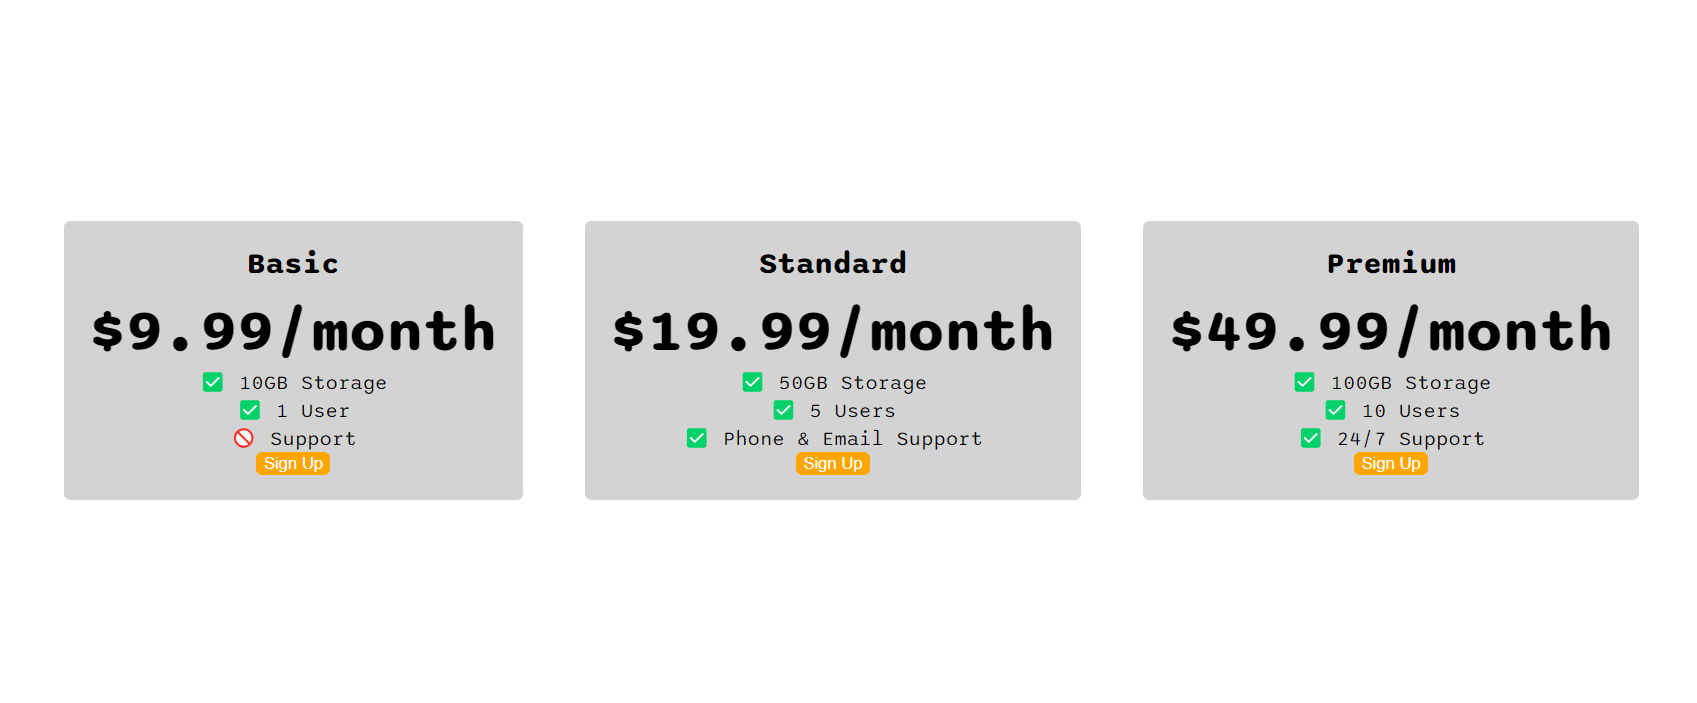 Basic
$9.99/month
✅ 10GB Storage
✅ 1 User
🚫 Support
Sign Up
Standard
$19.99/month
✅ 50GB Storage
✅ 5 Users
✅ Phone & Email Support
Sign Up
Premium
$49.99/month
✅ 100GB Storage
✅ 10 Users
✅ 24/7 Support
Sign Up